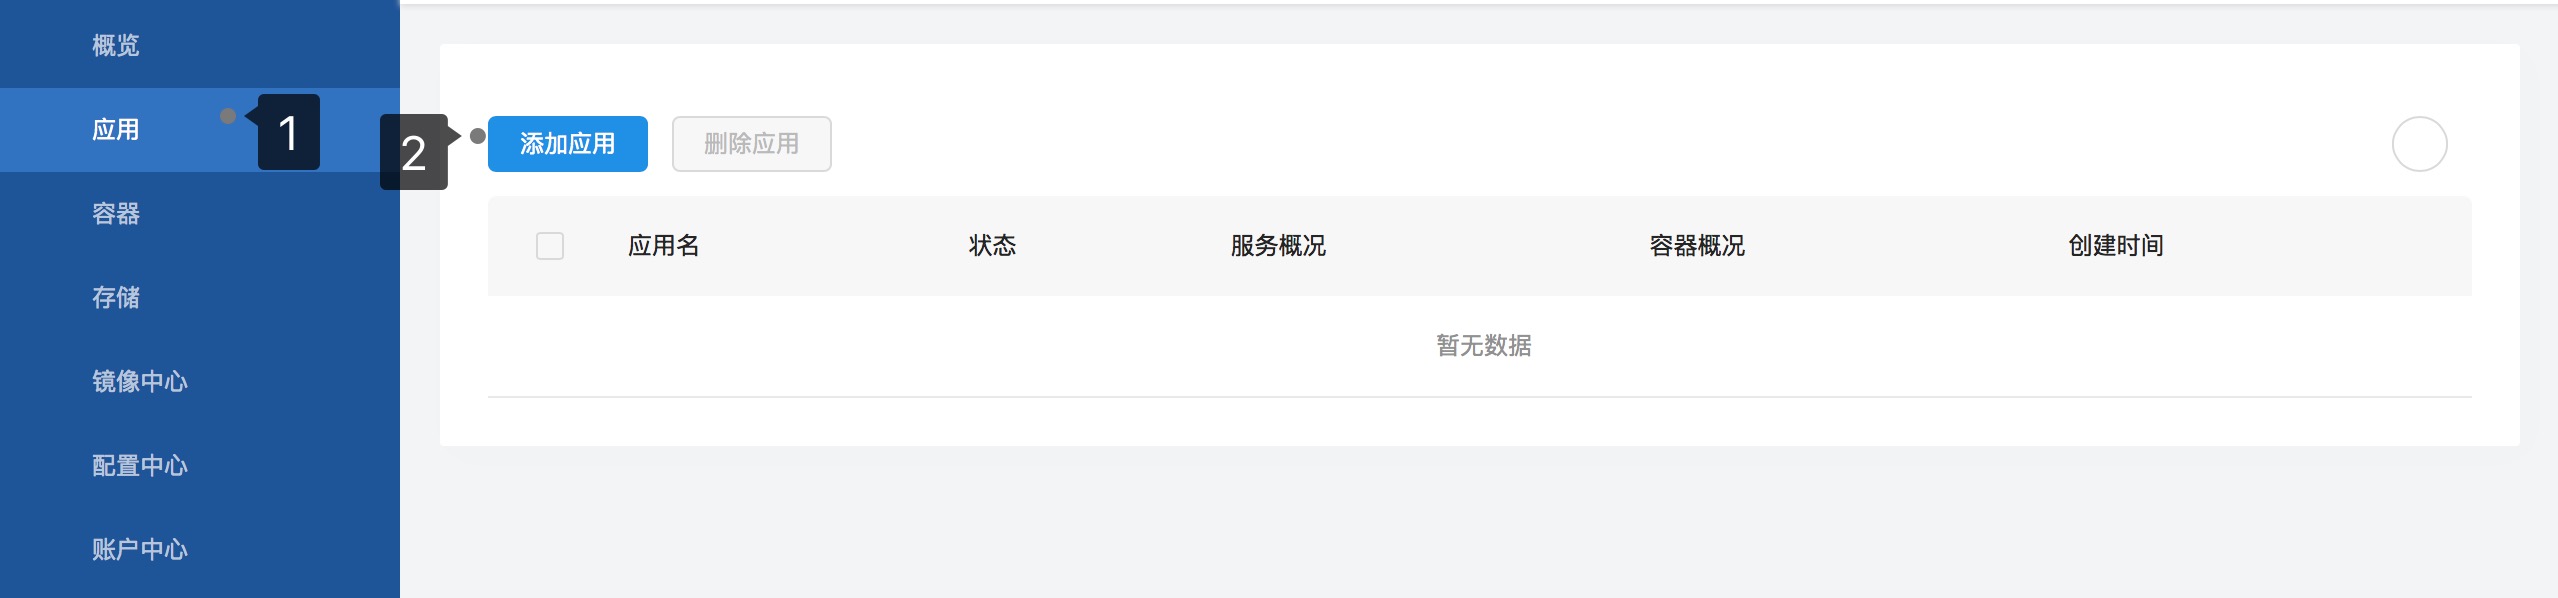 概览
应用
1
容器
存储
镜像中心
配置中心
账户中心
2
添加应用
删除应用
应用名 状态 服务概况 容器概况 创建时间
暂无数据